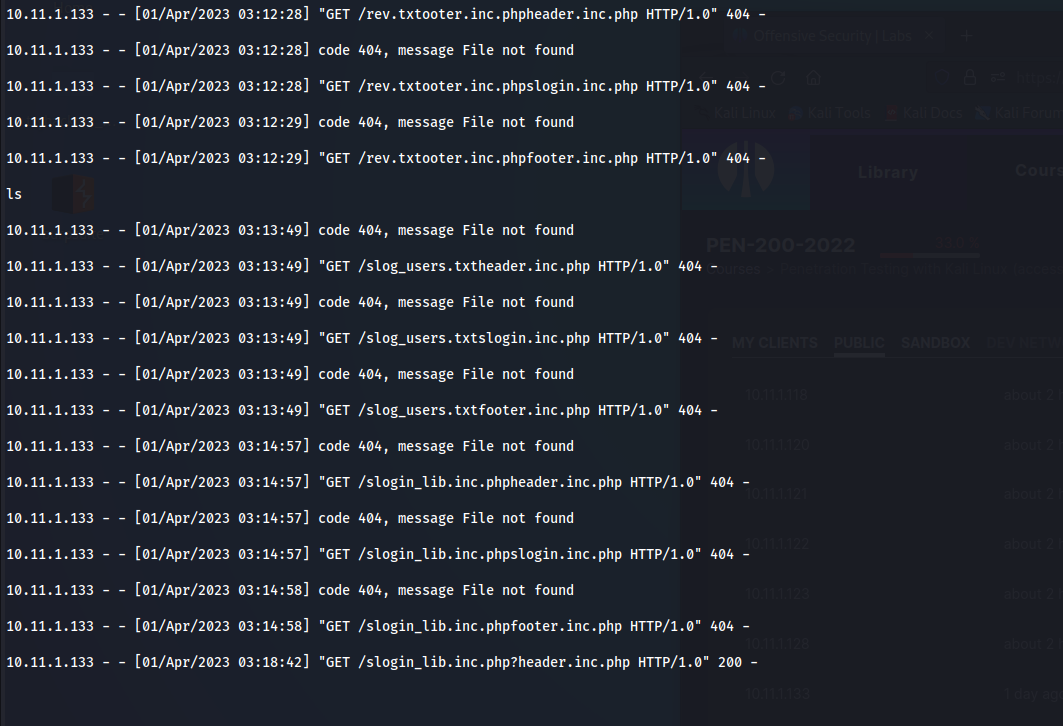 10.11.1.133 - - [01/Apr/2023 03:12:28] "GET /rev.txtooter.inc.phpheader.inc.php HTTP/1.0" 404 -
10.11.1.133 - - [01/Apr/2023 03:12:28] code 404, message File not found
10.11.1.133 - - [01/Apr/2023 03:12:28] "GET /rev.txtooter.inc.phpslogin.inc.php HTTP/1.0" 404 -
10.11.1.133 - - [01/Apr/2023 03:12:29] code 404, message File not found
10.11.1.133 - - [01/Apr/2023 03:12:29] "GET /rev.txtooter.inc.phpfooter.inc.php HTTP/1.0" 404 -
ls
10.11.1.133 - - [01/Apr/2023 03:13:49] code 404, message File not found
10.11.1.133 - - [01/Apr/2023 03:13:49] "GET /slog_users.txtheader.inc.php HTTP/1.0" 404 -
10.11.1.133 - - [01/Apr/2023 03:13:49] code 404, message File not found
10.11.1.133 - - [01/Apr/2023 03:13:49] "GET /slog_users.txtslogin.inc.php HTTP/1.0" 404 -
10.11.1.133 - - [01/Apr/2023 03:13:49] code 404, message File not found
10.11.1.133 - - [01/Apr/2023 03:13:49] "GET /slog_users.txtfooter.inc.php HTTP/1.0" 404 -
10.11.1.133 - - [01/Apr/2023 03:14:57] code 404, message File not found
10.11.1.133 - - [01/Apr/2023 03:14:57] "GET /slogin_lib.inc.phpheader.inc.php HTTP/1.0" 404 -
10.11.1.133 - - [01/Apr/2023 03:14:57] code 404, message File not found
10.11.1.133 - - [01/Apr/2023 03:14:57] "GET /slogin_lib.inc.phpslogin.inc.php HTTP/1.0" 404 -
10.11.1.133 - - [01/Apr/2023 03:14:58] code 404, message File not found
10.11.1.133 - - [01/Apr/2023 03:14:58] "GET /slogin_lib.inc.phpfooter.inc.php HTTP/1.0" 404 -
10.11.1.133 - - [01/Apr/2023 03:18:42] "GET /slogin_lib.inc.php?header.inc.php HTTP/1.0" 200 -
Offensive Security | Labs
Kali Linux Kali Tools Kali Docs Kali Forum
Library Cours
PEN-200-2022
MY CLIENTS PUBLIC SANDBOX DEV NETW
10.11.1.118 about 2
10.11.1.120 about 2
10.11.1.121 about 2
10.11.1.122 about 2
10.11.1.123 about 2
10.11.1.128 about 2
10.11.1.133 1 day